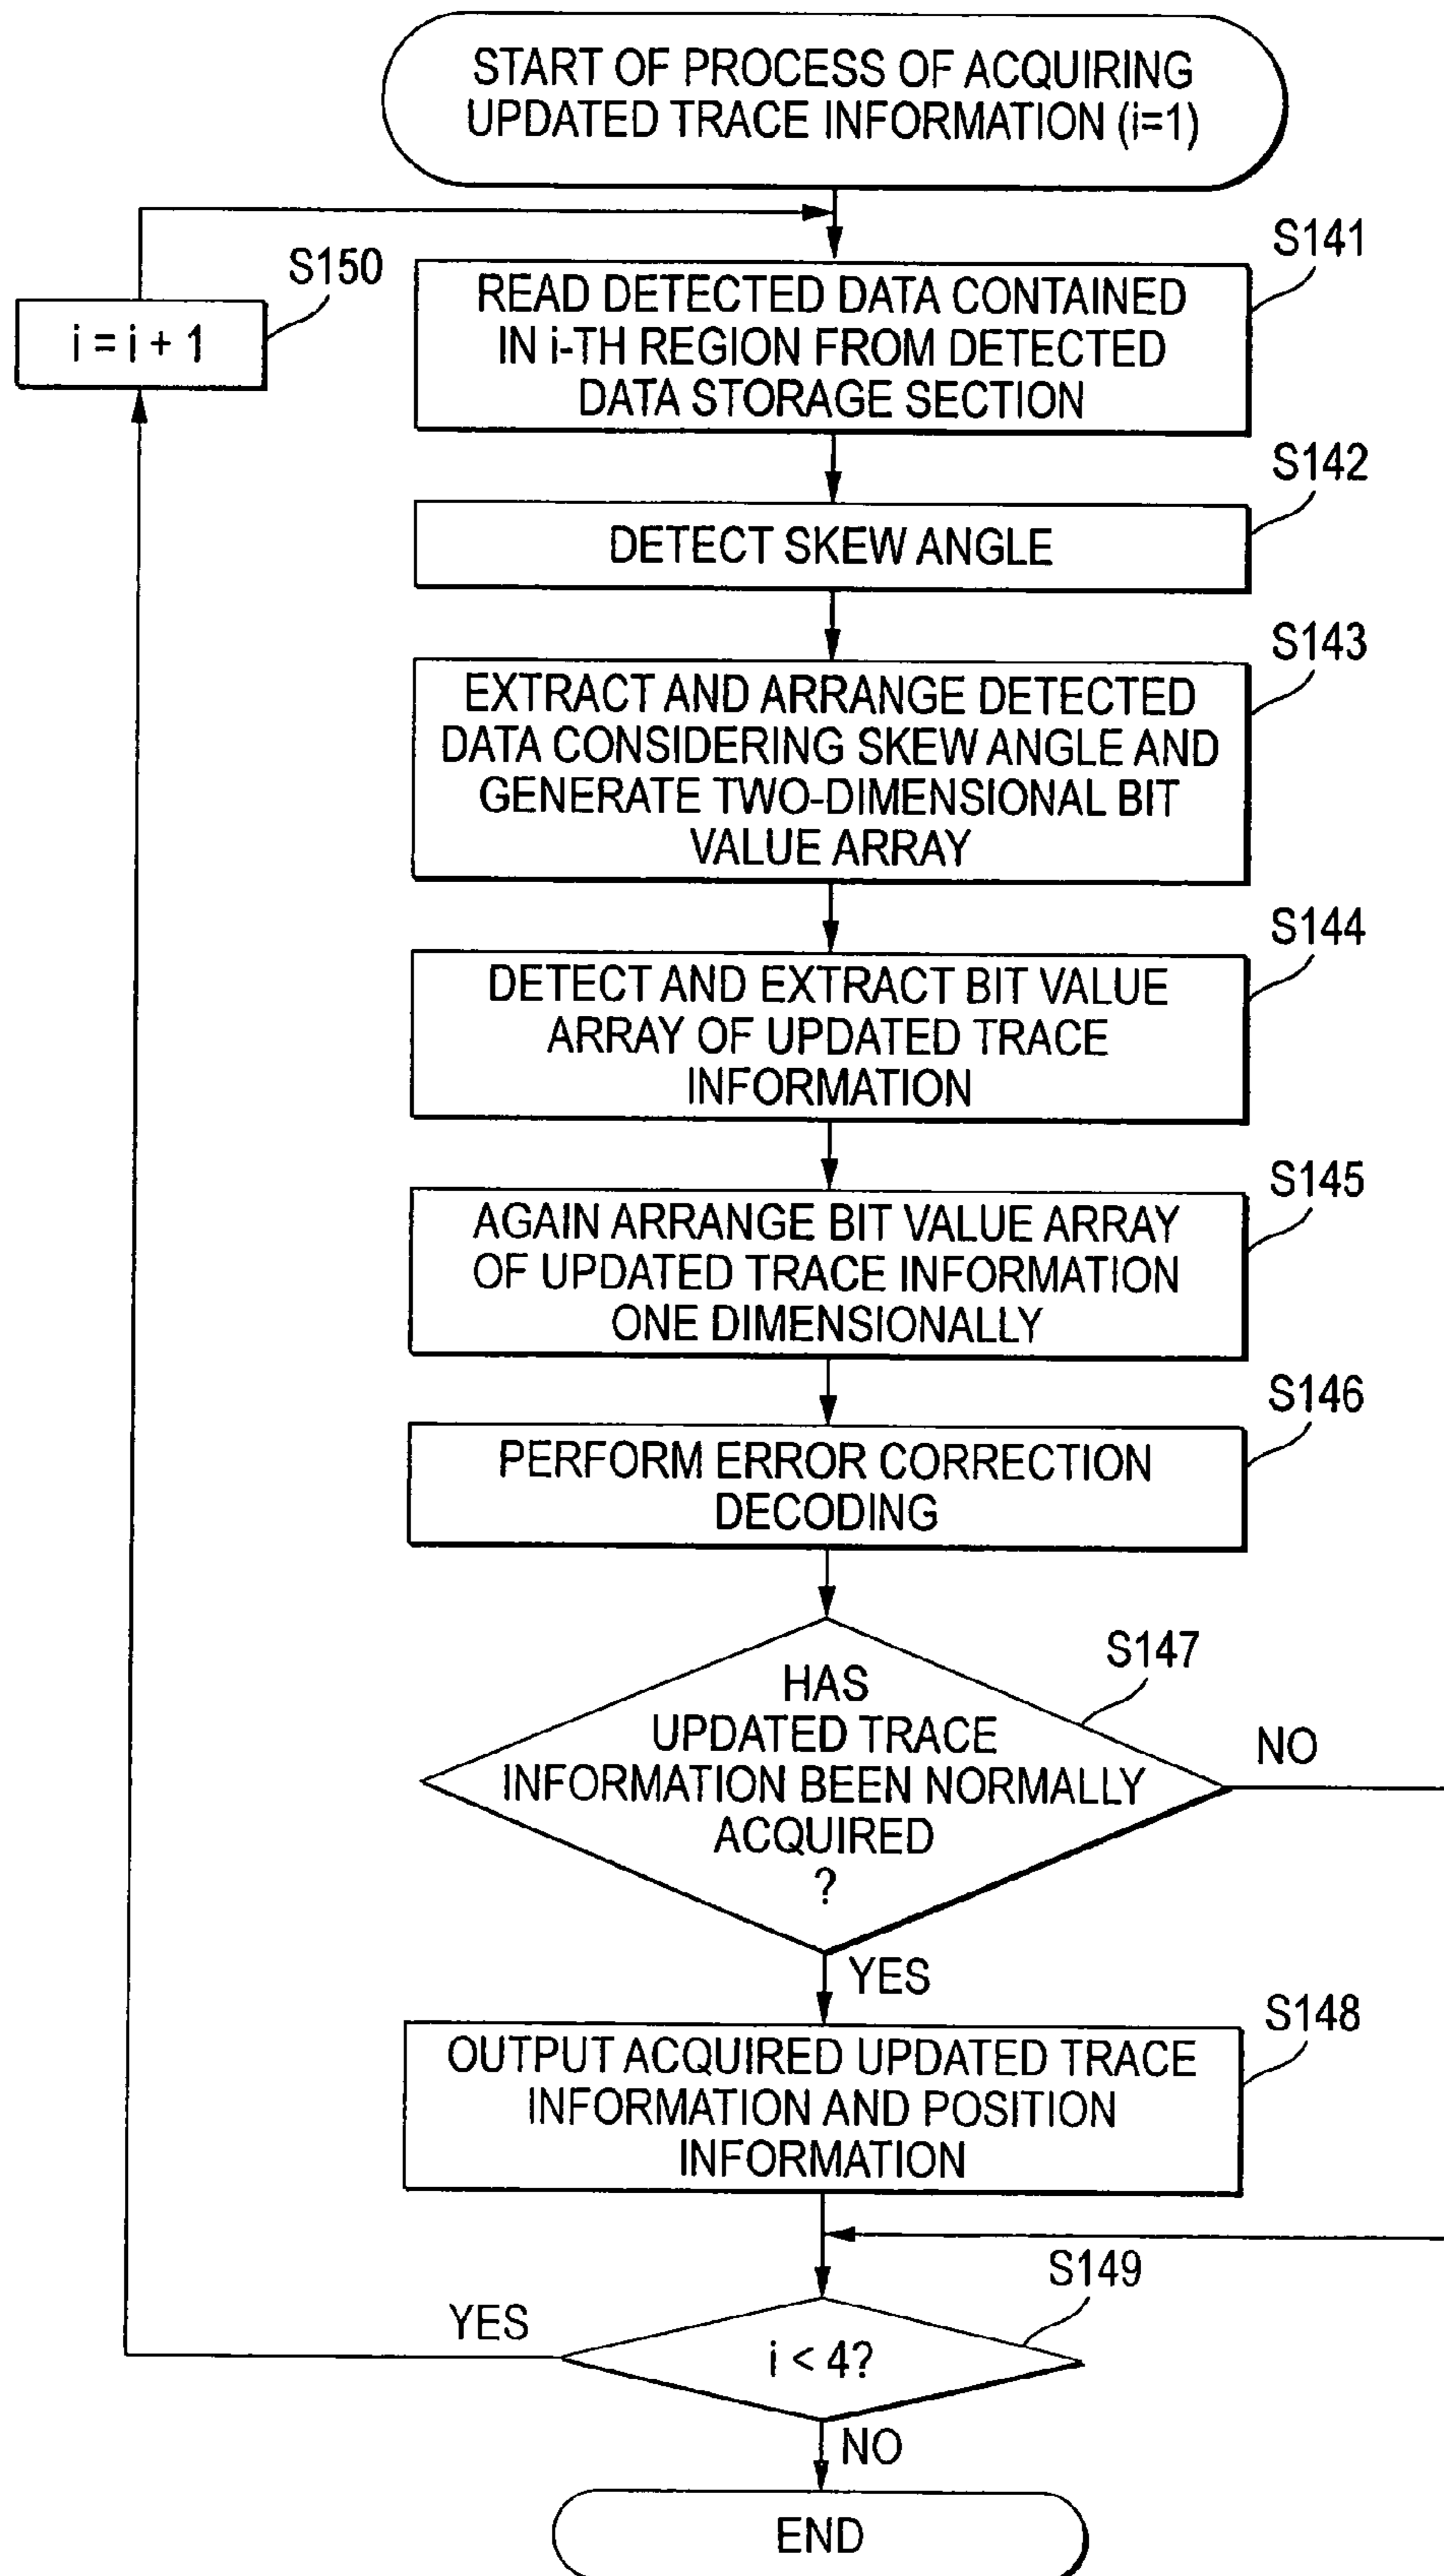 START OF PROCESS OF ACQUIRING
UPDATED TRACE INFORMATION (i=1)
S150
i = i + 1
S141
READ DETECTED DATA CONTAINED
IN i-TH REGION FROM DETECTED
DATA STORAGE SECTION
S142
DETECT SKEW ANGLE
S143
EXTRACT AND ARRANGE DETECTED
DATA CONSIDERING SKEW ANGLE AND
GENERATE TWO-DIMENSIONAL BIT
VALUE ARRAY
S144
DETECT AND EXTRACT BIT VALUE
ARRAY OF UPDATED TRACE
INFORMATION
S145
AGAIN ARRANGE BIT VALUE ARRAY
OF UPDATED TRACE INFORMATION
ONE DIMENSIONALLY
S146
PERFORM ERROR CORRECTION
DECODING
S147
HAS
UPDATED TRACE
INFORMATION BEEN NORMALLY
ACQUIRED
?
NO
YES
S148
OUTPUT ACQUIRED UPDATED TRACE
INFORMATION AND POSITION
INFORMATION
S149
YES
i < 4?
NO
END